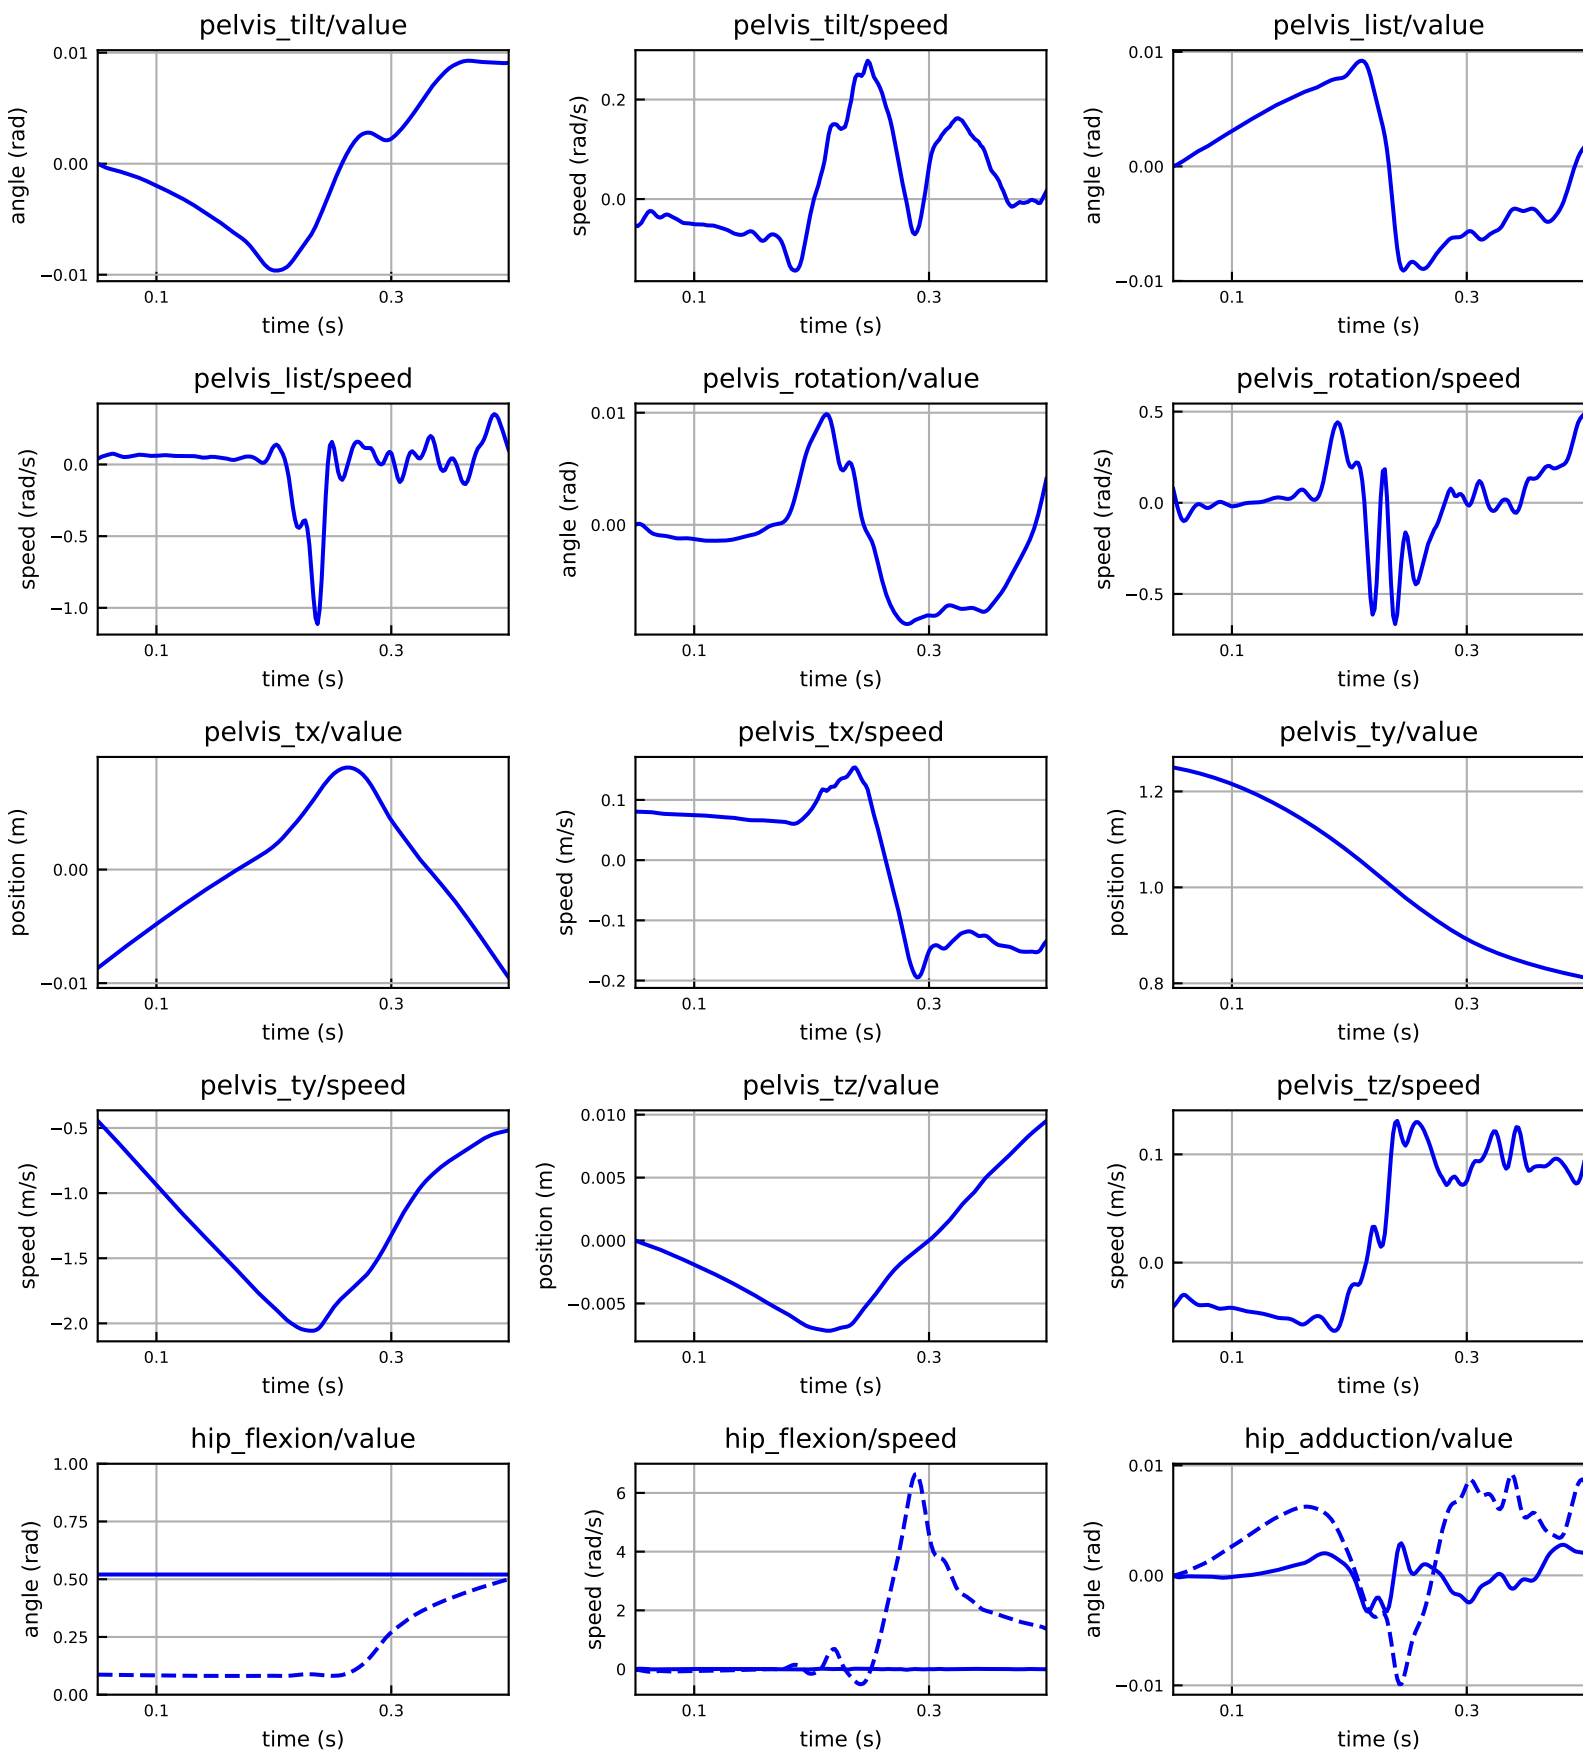 pelvis_tilt/value
pelvis_tilt/speed
pelvis_list/value
0.01
0.00
−0.01
angle (rad)
0.1
0.3
time (s)
0.2
0.0
speed (rad/s)
0.1
0.3
time (s)
0.01
0.00
−0.01
angle (rad)
0.1
0.3
time (s)
pelvis_list/speed
pelvis_rotation/value
pelvis_rotation/speed
0.0
−0.5
−1.0
speed (rad/s)
0.1
0.3
time (s)
0.01
0.00
angle (rad)
0.1
0.3
time (s)
0.5
0.0
−0.5
speed (rad/s)
0.1
0.3
time (s)
pelvis_tx/value
pelvis_tx/speed
pelvis_ty/value
0.00
−0.01
position (m)
0.1
0.3
time (s)
0.1
0.0
−0.1
−0.2
speed (m/s)
0.1
0.3
time (s)
1.2
1.0
0.8
position (m)
0.1
0.3
time (s)
pelvis_ty/speed
pelvis_tz/value
pelvis_tz/speed
−0.5
−1.0
−1.5
−2.0
speed (m/s)
0.1
0.3
time (s)
0.010
0.005
0.000
−0.005
position (m)
0.1
0.3
time (s)
0.1
0.0
speed (m/s)
0.1
0.3
time (s)
hip_flexion/value
hip_flexion/speed
hip_adduction/value
1.00
0.75
0.50
0.25
0.00
angle (rad)
0.1
0.3
time (s)
6
4
2
0
speed (rad/s)
0.1
0.3
time (s)
0.01
0.00
−0.01
angle (rad)
0.1
0.3
time (s)